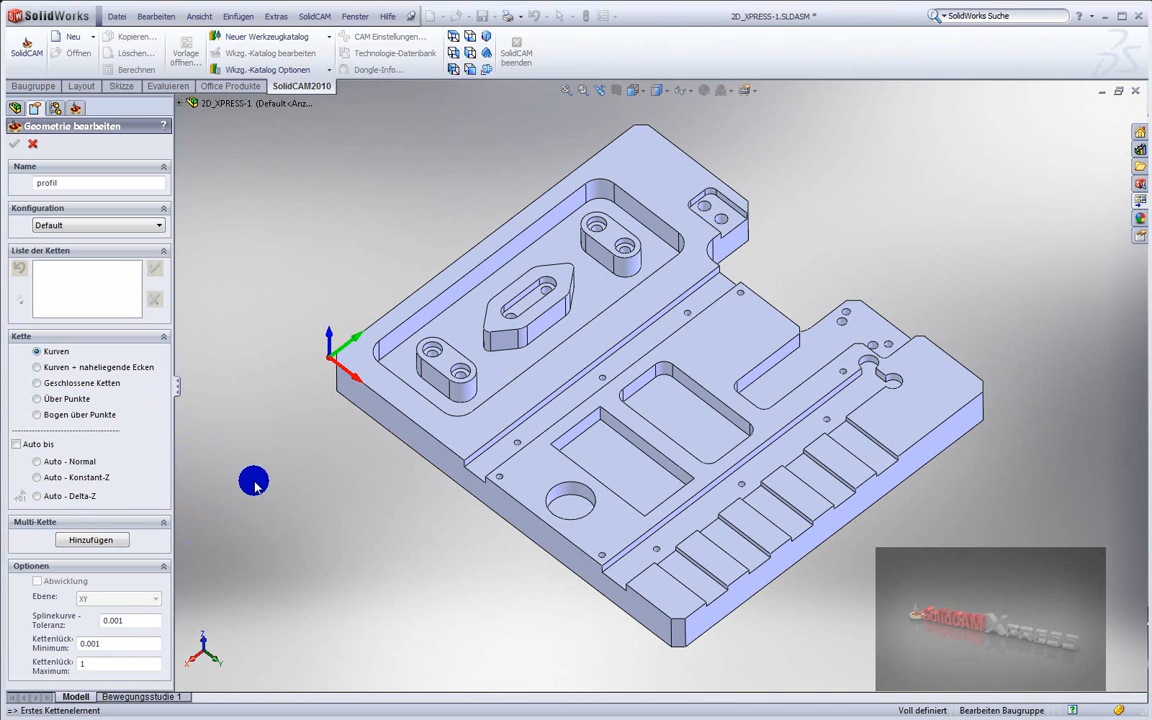 SolidWorks
Datei Bearbeiten Ansicht Einfügen Extras SolidCAM Fenster Hilfe
2D_XPRESS-1.SLDASM *
SolidWorks Suche
SolidCAM
Neu
Öffnen
Kopieren...
Löschen...
Berechnen
Vorlage öffnen...
Neuer Werkzeugkatalog
Wkzg.-Katalog bearbeiten
Wkzg.-Katalog Optionen
CAM Einstellungen...
Technologie-Datenbank
Dongle-Info...
SolidCAM beenden
Baugruppe Layout Skizze Evaluieren Office Produkte SolidCAM2010
2D_XPRESS-1 (Default<Anz...
Geometrie bearbeiten ?
Name
profil
Konfiguration
Default
Liste der Ketten
Kette
Kurven
Kurven + naheliegende Ecken
Geschlossene Ketten
Über Punkte
Bogen über Punkte
Auto bis
Auto - Normal
Auto - Konstant-Z
Auto - Delta-Z
Multi-Kette
Hinzufügen
Optionen
Abwicklung
Ebene: XY
Splinekurve -
Toleranz: 0.001
Kettenlück
Minimum: 0.001
Kettenlück
Maximum: 1
Z
X
Y
SolidCAM XPRESS
Modell Bewegungsstudie 1
=> Erstes Kettenelement
Voll definiert Bearbeiten Baugruppe